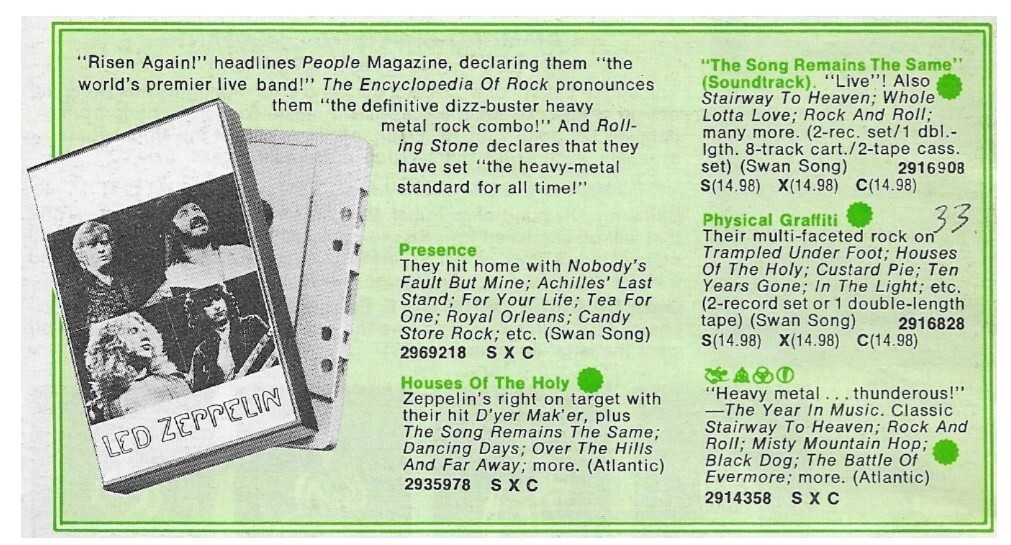 "Risen Again!" headlines People Magazine, declaring them "the
world's premier live band!" The Encyclopedia Of Rock pronounces
them "the definitive dizz-buster heavy
metal rock combo!" And Roll-
ing Stone declares that they
have set "the heavy-metal
standard for all time!"
LED ZEPPELIN
Presence
They hit home with Nobody's
Fault But Mine; Achilles' Last
Stand; For Your Life; Tea For
One; Royal Orleans; Candy
Store Rock; etc. (Swan Song)
2969218 S X C
Houses Of The Holy
Zeppelin's right on target with
their hit D'yer Mak'er, plus
The Song Remains The Same;
Dancing Days; Over The Hills
And Far Away; more. (Atlantic)
2935978 S X C
"The Song Remains The Same"
(Soundtrack). "Live"! Also
Stairway To Heaven; Whole
Lotta Love; Rock And Roll;
many more. (2-rec. set/1 dbl.-
lgth. 8-track cart./2-tape cass.
set) (Swan Song) 2916908
S(14.98) X(14.98) C(14.98)
Physical Graffiti 33
Their multi-faceted rock on
Trampled Under Foot; Houses
Of The Holy; Custard Pie; Ten
Years Gone; In The Light; etc.
(2-record set or 1 double-length
tape) (Swan Song) 2916828
S(14.98) X(14.98) C(14.98)
"Heavy metal . . . thunderous!"
—The Year In Music. Classic
Stairway To Heaven; Rock And
Roll; Misty Mountain Hop;
Black Dog; The Battle Of
Evermore; more. (Atlantic)
2914358 S X C